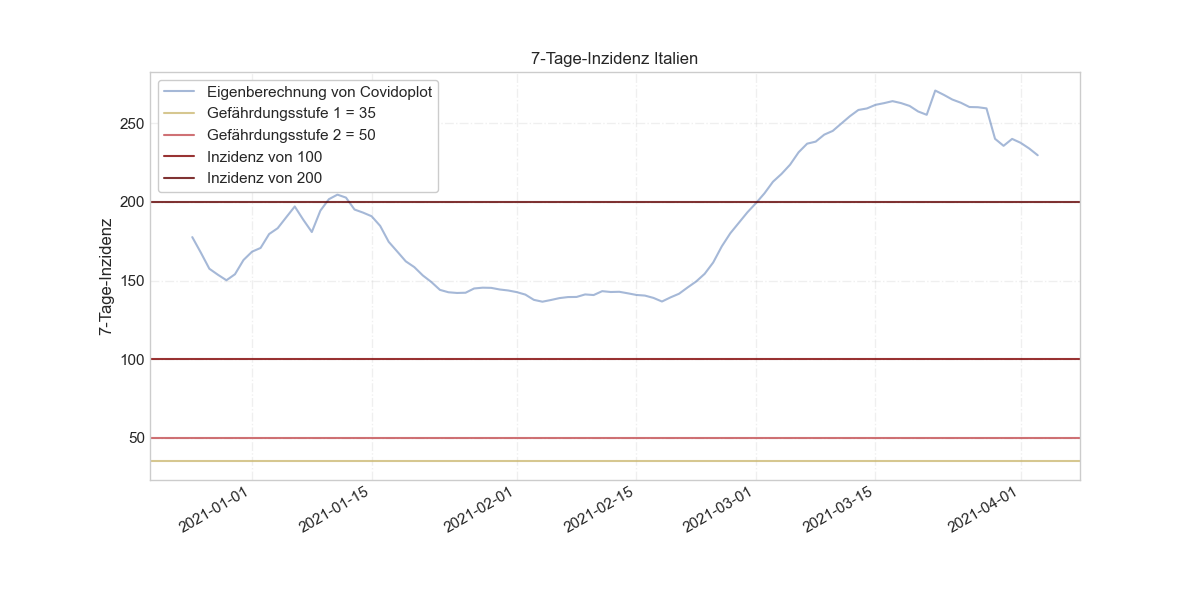 7-Tage-Inzidenz Italien
Eigenberechnung von Covidoplot
Gefährdungsstufe 1 = 35
Gefährdungsstufe 2 = 50
Inzidenz von 100
Inzidenz von 200
7-Tage-Inzidenz
250
200
150
100
50
2021-01-01
2021-01-15
2021-02-01
2021-02-15
2021-03-01
2021-03-15
2021-04-01